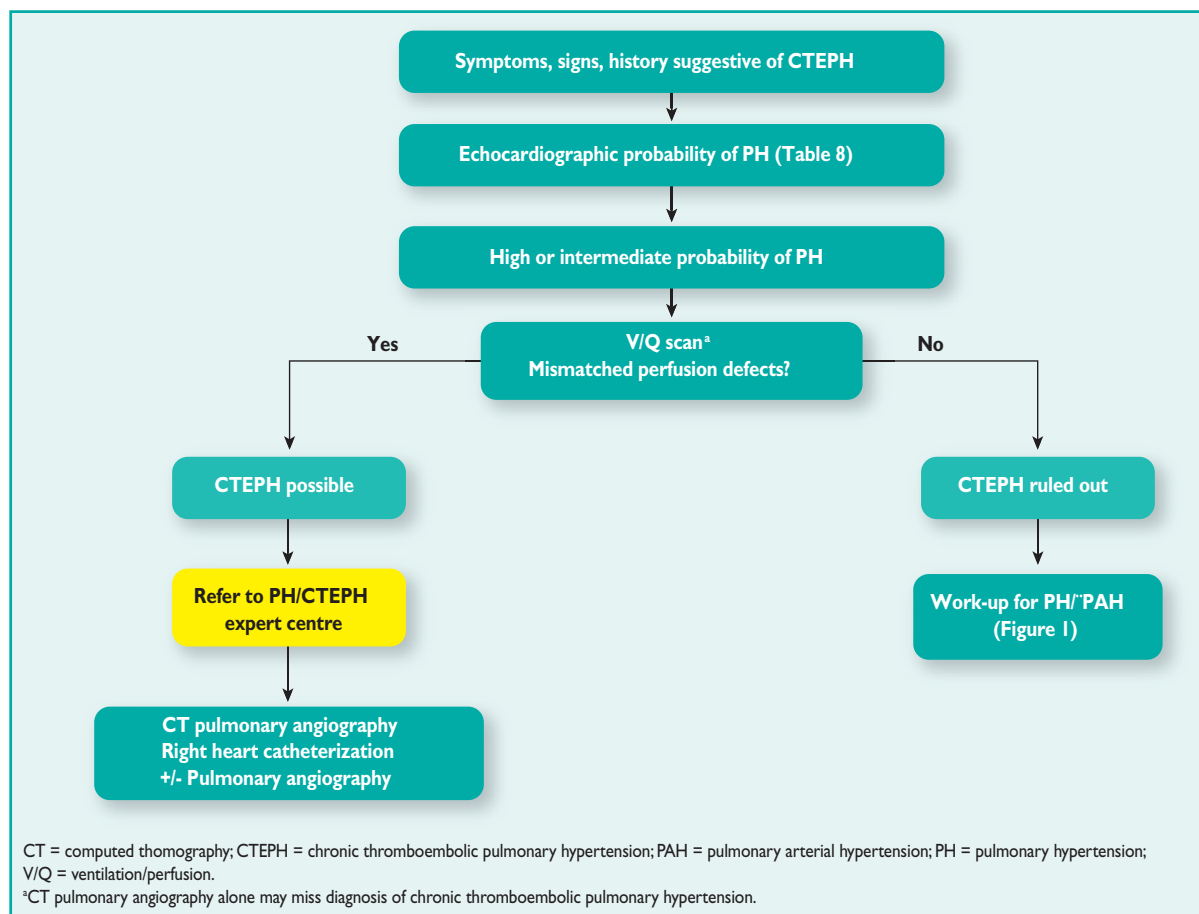 Symptoms, signs, history suggestive of CTEPH
Echocardiographic probability of PH (Table 8)
High or intermediate probability of PH
Yes
V/Q scanᵃ
Mismatched perfusion defects?
No
CTEPH possible
CTEPH ruled out
Refer to PH/CTEPH
expert centre
Work-up for PH/¨PAH
(Figure 1)
CT pulmonary angiography
Right heart catheterization
+/- Pulmonary angiography
CT = computed thomography; CTEPH = chronic thromboembolic pulmonary hypertension; PAH = pulmonary arterial hypertension; PH = pulmonary hypertension;
V/Q = ventilation/perfusion.
ᵃCT pulmonary angiography alone may miss diagnosis of chronic thromboembolic pulmonary hypertension.